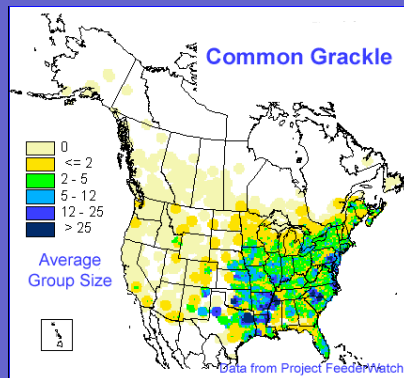 Common Grackle
0
<= 2
2 - 5
5 - 12
12 - 25
> 25
Average
Group Size
Data from Project FeederWatch